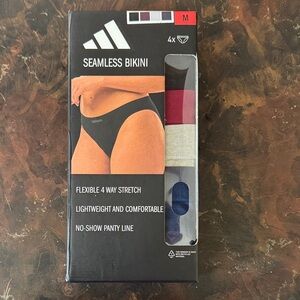 M
SEAMLESS BIKINI
4x
FLEXIBLE 4 WAY STRETCH
LIGHTWEIGHT AND COMFORTABLE
NO-SHOW PANTY LINE